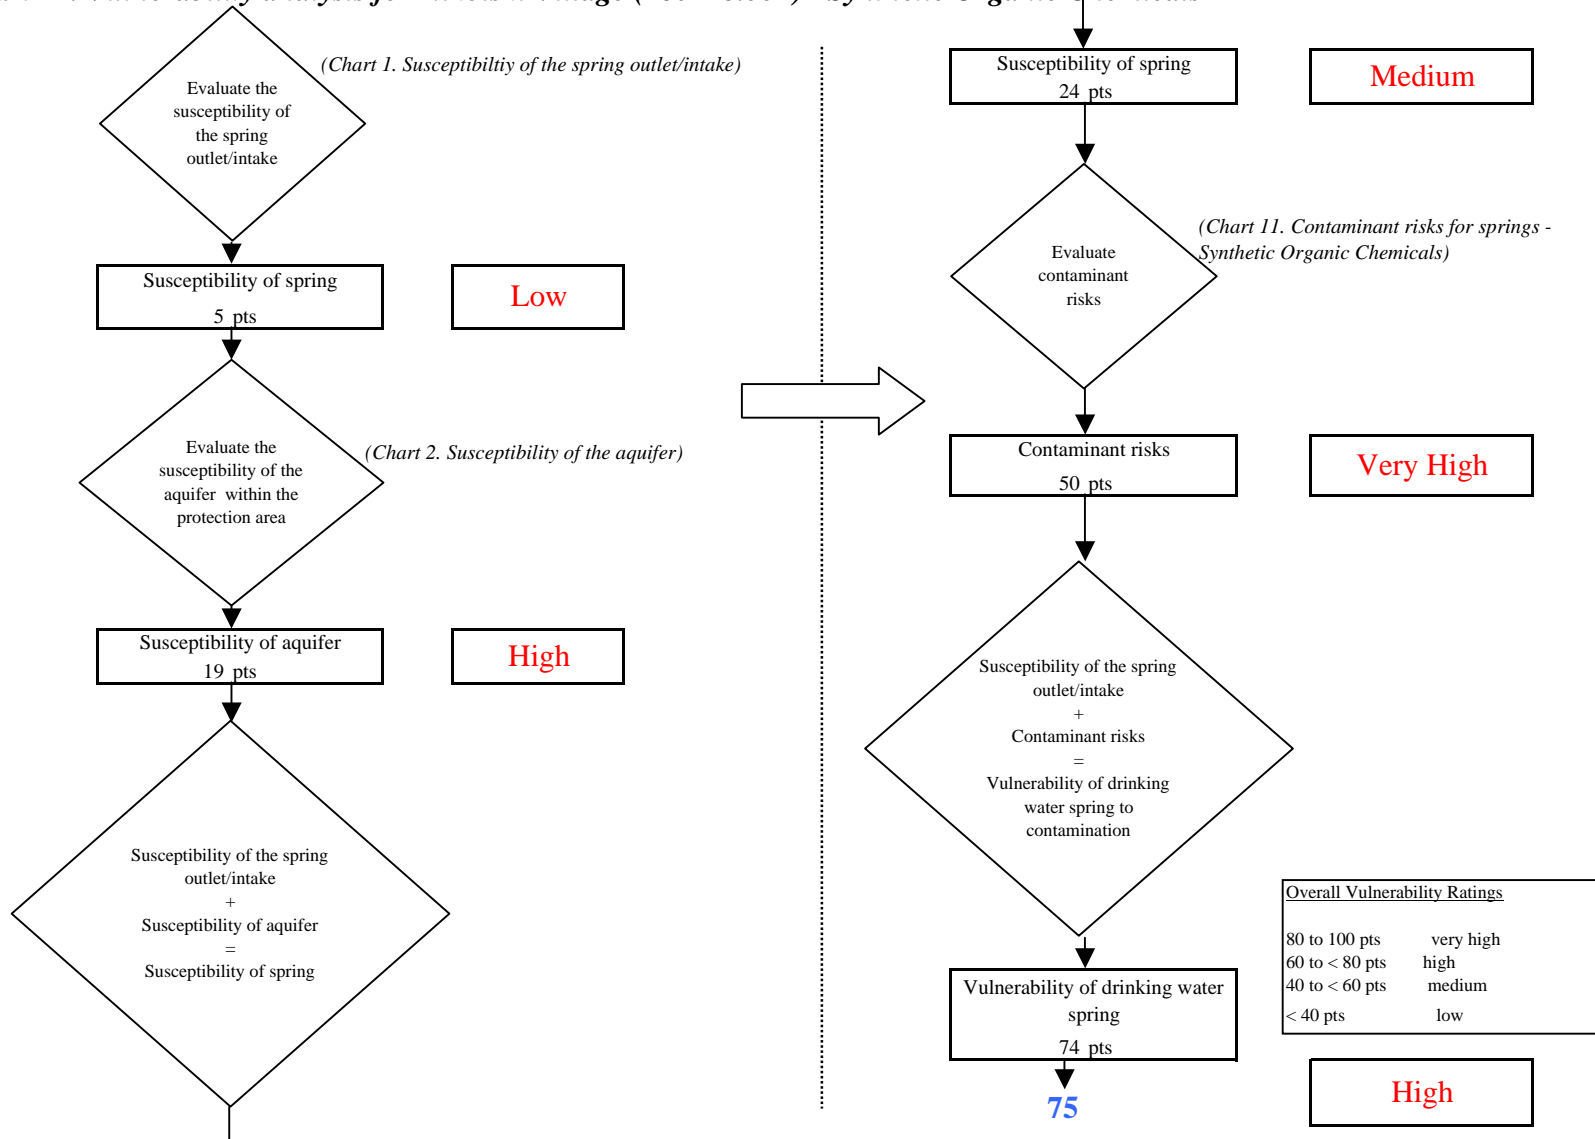 (Chart 1. Susceptibiltiy of the spring outlet/intake)
Evaluate the
susceptibility of
the spring
outlet/intake
Susceptibility of spring
5 pts
Low
Evaluate the
susceptibility of the
aquifer within the
protection area
(Chart 2. Susceptibility of the aquifer)
Susceptibility of aquifer
19 pts
High
Susceptibility of the spring
outlet/intake
+
Susceptibility of aquifer
=
Susceptibility of spring
Susceptibility of spring
24 pts
Medium
(Chart 11. Contaminant risks for springs -
Synthetic Organic Chemicals)
Evaluate
contaminant
risks
Contaminant risks
50 pts
Very High
Susceptibility of the spring
outlet/intake
+
Contaminant risks
=
Vulnerability of drinking
water spring to
contamination
Overall Vulnerability Ratings
80 to 100 pts very high
60 to < 80 pts high
40 to < 60 pts medium
< 40 pts low
Vulnerability of drinking water
spring
74 pts
75
High